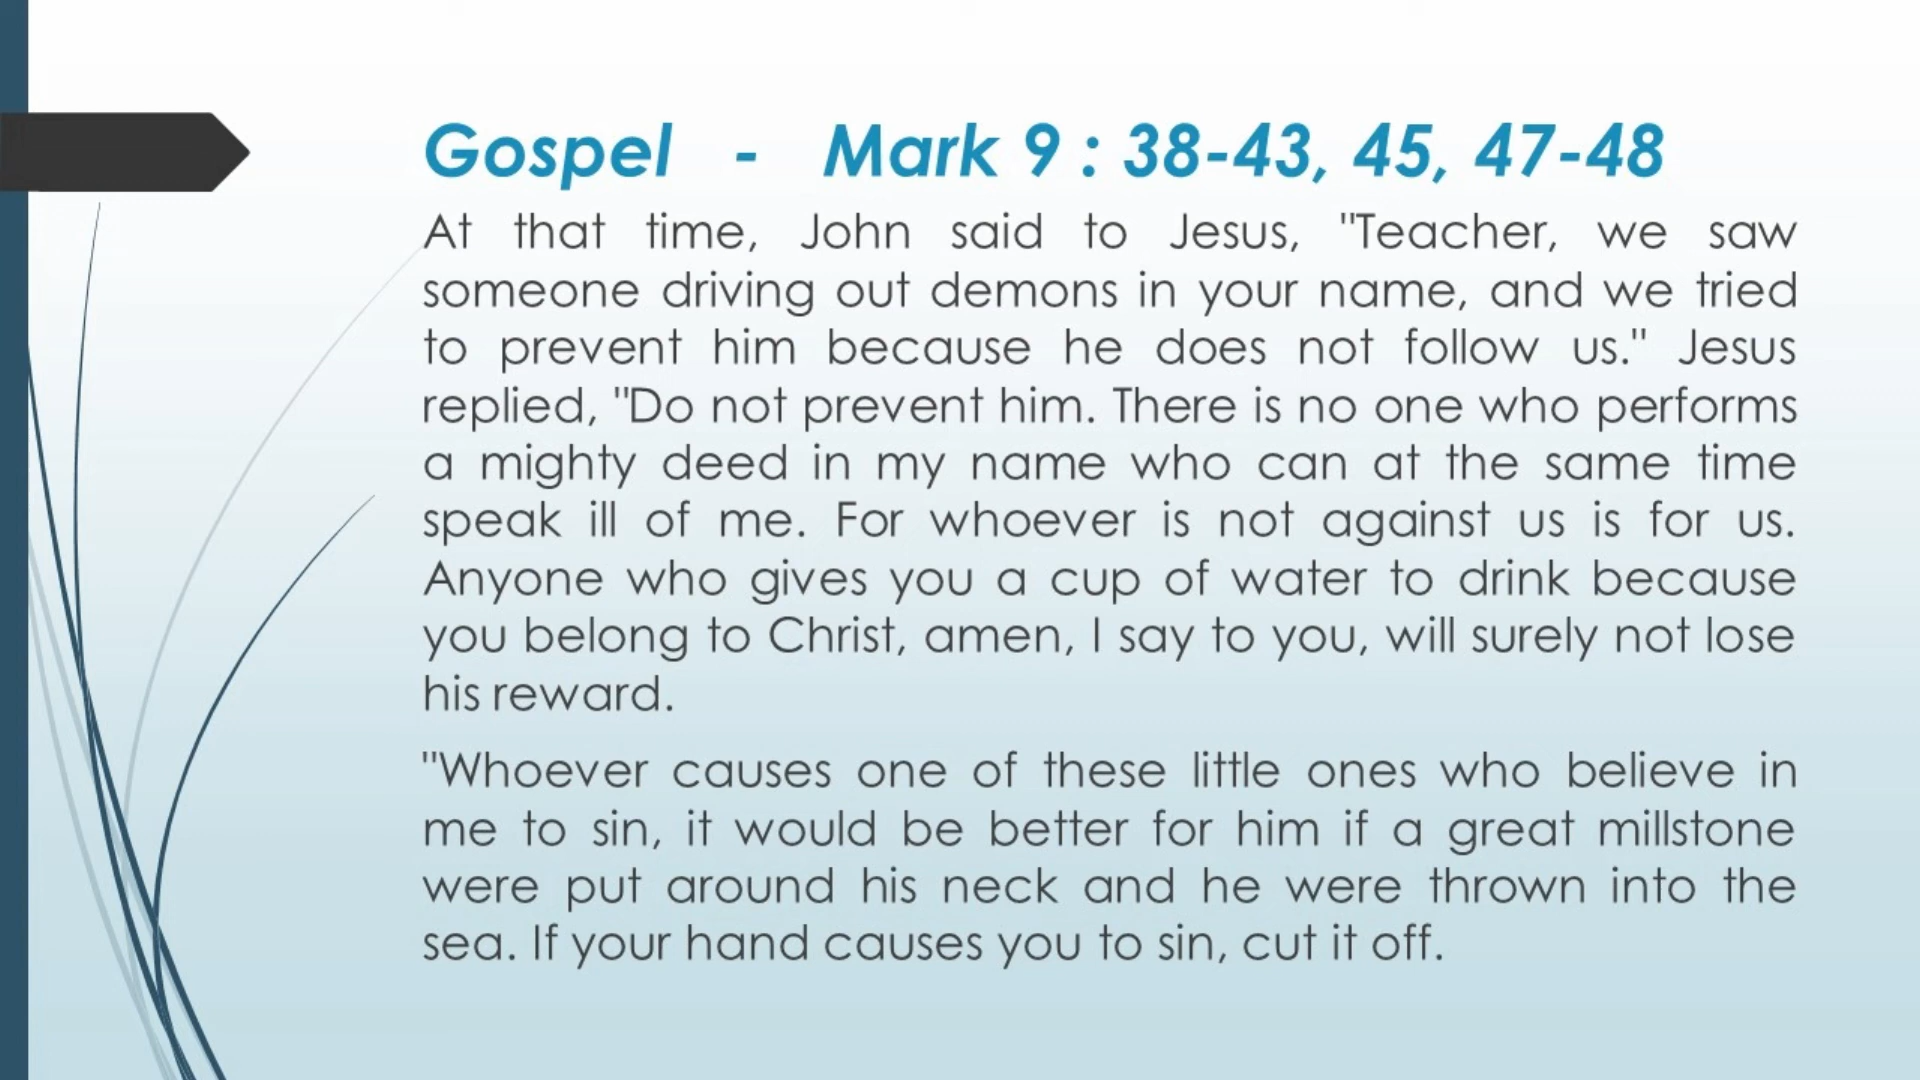 Gospel - Mark 9 : 38-43, 45, 47-48
At that time, John said to Jesus, "Teacher, we saw
someone driving out demons in your name, and we tried
to prevent him because he does not follow us." Jesus
replied, "Do not prevent him. There is no one who performs
a mighty deed in my name who can at the same time
speak ill of me. For whoever is not against us is for us.
Anyone who gives you a cup of water to drink because
you belong to Christ, amen, I say to you, will surely not lose
his reward.
"Whoever causes one of these little ones who believe in
me to sin, it would be better for him if a great millstone
were put around his neck and he were thrown into the
sea. If your hand causes you to sin, cut it off.